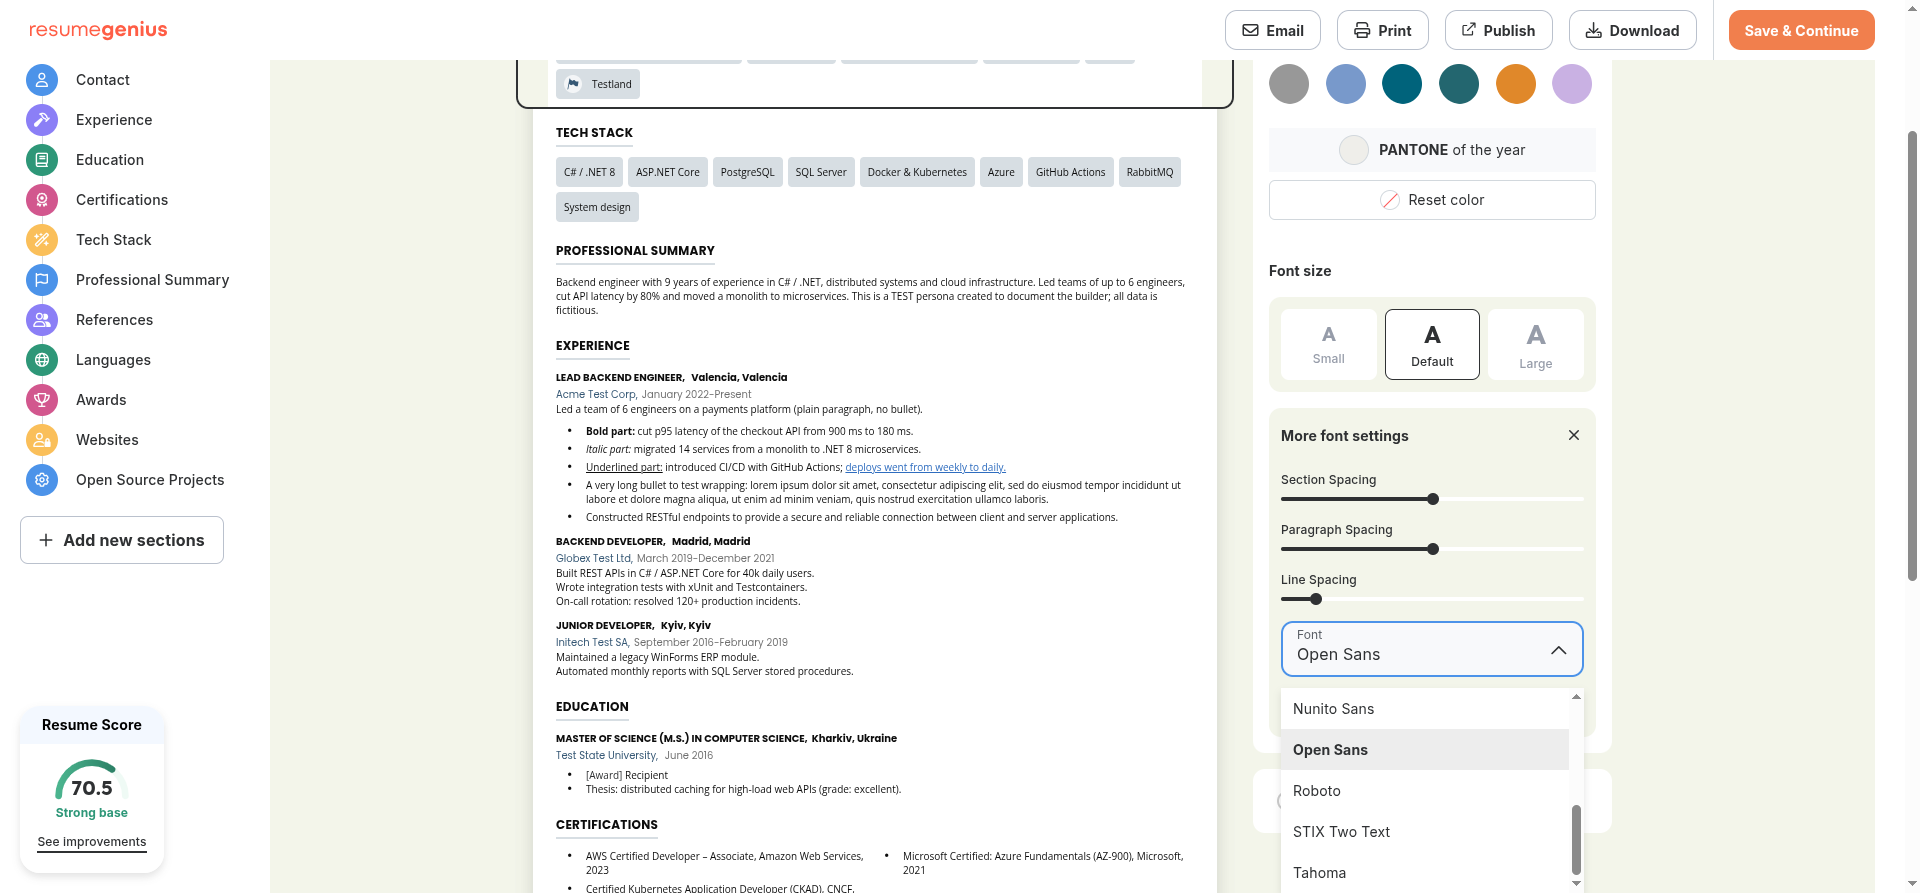 resumegenius
Email
Print
Publish
Download
Save & Continue
Contact
Experience
Education
Certifications
Tech Stack
Professional Summary
References
Languages
Awards
Websites
Open Source Projects
Add new sections
Resume Score
70.5
Strong base
See improvements
Testland
TECH STACK
C# / .NET 8
ASP.NET Core
PostgreSQL
SQL Server
Docker & Kubernetes
Azure
GitHub Actions
RabbitMQ
System design
PROFESSIONAL SUMMARY
Backend engineer with 9 years of experience in C# / .NET, distributed systems and cloud infrastructure. Led teams of up to 6 engineers,
cut API latency by 80% and moved a monolith to microservices. This is a TEST persona created to document the builder; all data is
fictitious.
EXPERIENCE
LEAD BACKEND ENGINEER, Valencia, Valencia
Acme Test Corp, January 2022–Present
Led a team of 6 engineers on a payments platform (plain paragraph, no bullet).
• Bold part: cut p95 latency of the checkout API from 900 ms to 180 ms.
• Italic part: migrated 14 services from a monolith to .NET 8 microservices.
• Underlined part: introduced CI/CD with GitHub Actions; deploys went from weekly to daily.
• A very long bullet to test wrapping: lorem ipsum dolor sit amet, consectetur adipiscing elit, sed do eiusmod tempor incididunt ut
labore et dolore magna aliqua, ut enim ad minim veniam, quis nostrud exercitation ullamco laboris.
• Constructed RESTful endpoints to provide a secure and reliable connection between client and server applications.
BACKEND DEVELOPER, Madrid, Madrid
Globex Test Ltd, March 2019–December 2021
Built REST APIs in C# / ASP.NET Core for 40k daily users.
Wrote integration tests with xUnit and Testcontainers.
On-call rotation: resolved 120+ production incidents.
JUNIOR DEVELOPER, Kyiv, Kyiv
Initech Test SA, September 2016–February 2019
Maintained a legacy WinForms ERP module.
Automated monthly reports with SQL Server stored procedures.
EDUCATION
MASTER OF SCIENCE (M.S.) IN COMPUTER SCIENCE, Kharkiv, Ukraine
Test State University, June 2016
• [Award] Recipient
• Thesis: distributed caching for high-load web APIs (grade: excellent).
CERTIFICATIONS
• AWS Certified Developer – Associate, Amazon Web Services,
2023
• Microsoft Certified: Azure Fundamentals (AZ-900), Microsoft,
2021
• Certified Kubernetes Application Developer (CKAD), CNCF,
PANTONE of the year
Reset color
Font size
A
Small
A
Default
A
Large
More font settings
Section Spacing
Paragraph Spacing
Line Spacing
Font
Open Sans
Nunito Sans
Open Sans
Roboto
STIX Two Text
Tahoma